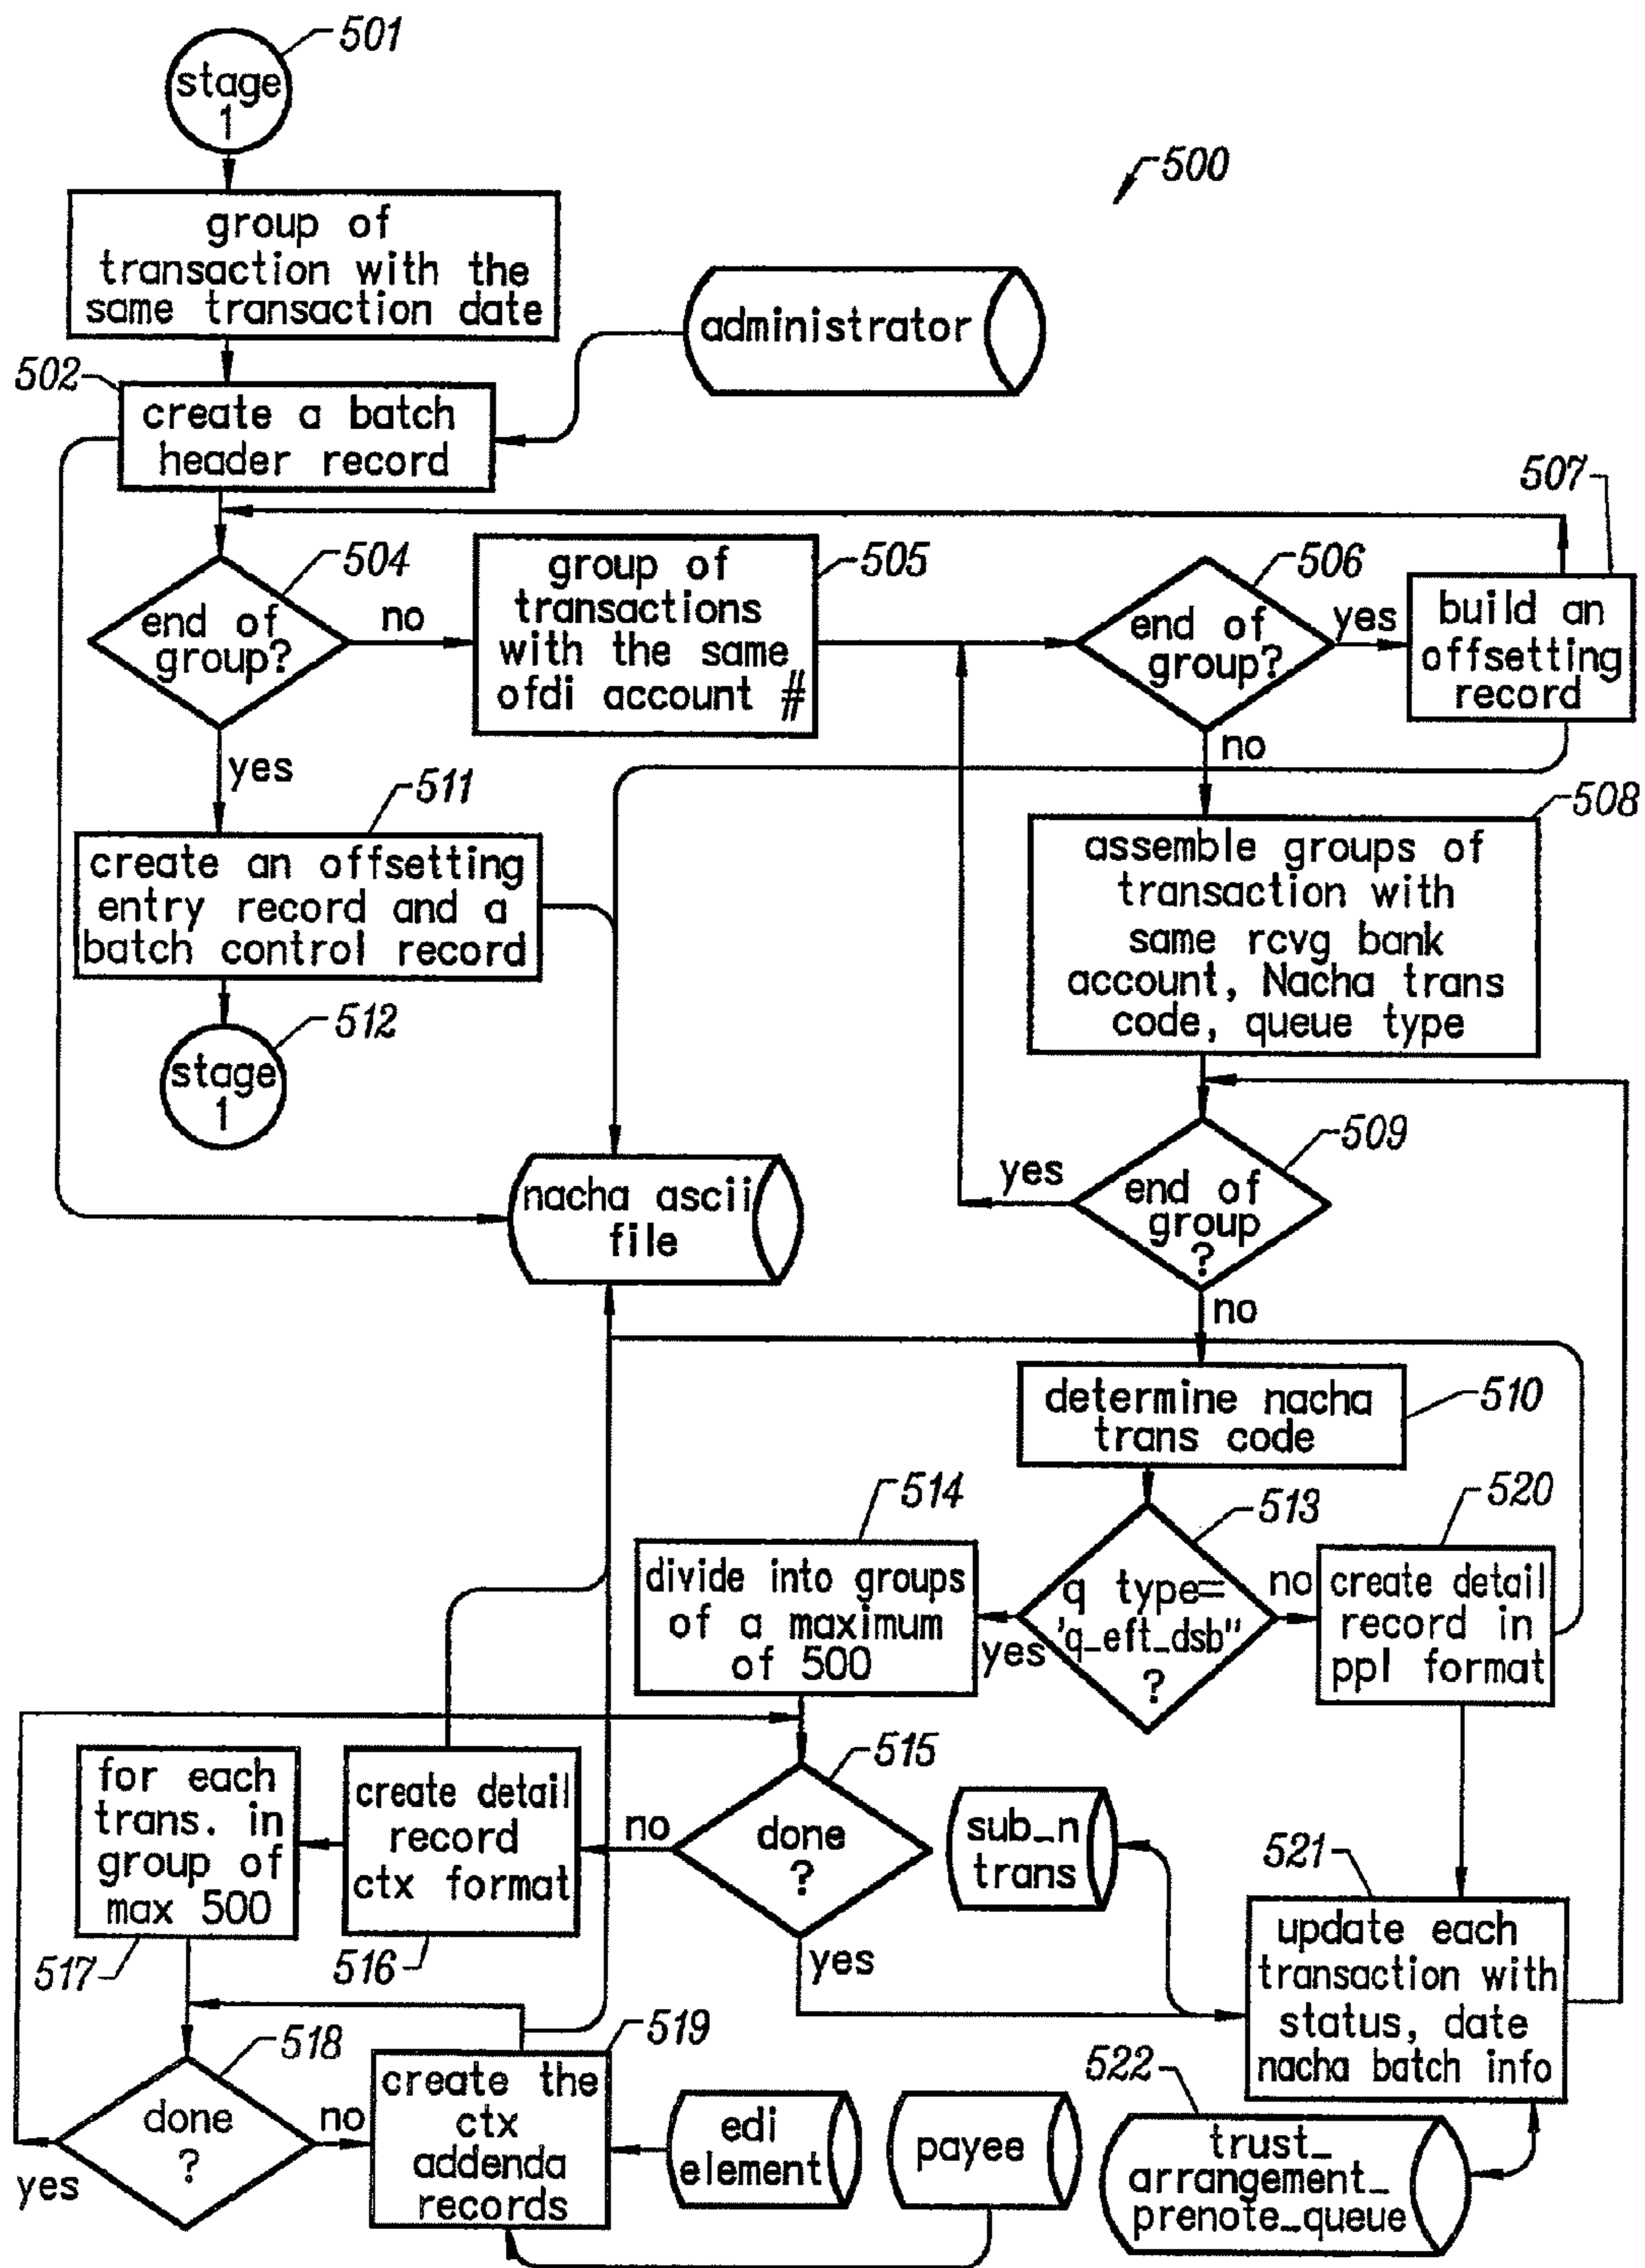 501
stage
1
500
group of
transaction with the
same transaction date
administrator
502
create a batch
header record
507
504
end of
group?
no
group of
transactions
with the same
ofdi account #
505
506
end of
group?
yes
build an
offsetting
record
no
yes
511
create an offsetting
entry record and a
batch control record
508
assemble groups of
transaction with
same rcvg bank
account, Nacha trans
code, queue type
512
stage
1
509
end of
group
?
yes
no
nacha ascii
file
determine nacha
trans code
510
514
divide into groups
of a maximum
of 500
513
q type=
'q_eft_dsb"
?
yes
no
520
create detail
record in
ppl format
for each
trans. in
group of
max 500
517
create detail
record
ctx format
516
no
515
done
?
yes
sub_n
trans
521
update each
transaction with
status, date
nacha batch info
518
done
?
yes
no
519
create the
ctx
addenda
records
edi
element
payee
522
trust_
arrangement_
prenote_queue